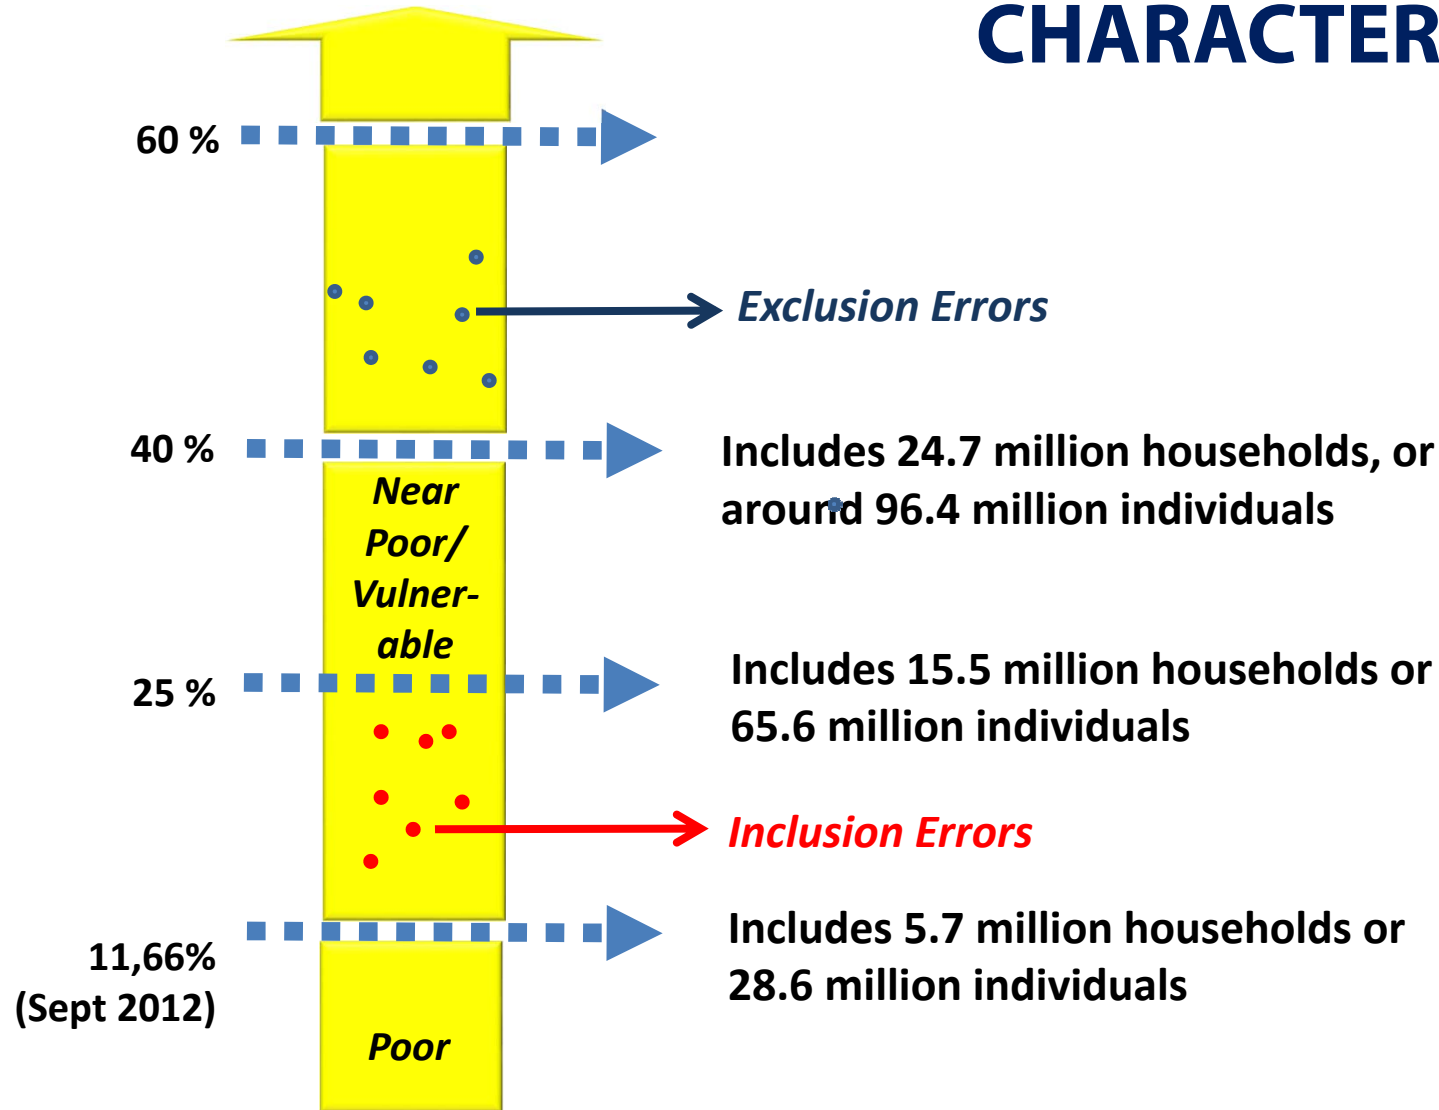 CHARACTER
60 %
Exclusion Errors
40 %
Includes 24.7 million households, or
around 96.4 million individuals
Near
Poor/
Vulner-
able
25 %
Includes 15.5 million households or
65.6 million individuals
Inclusion Errors
11,66%
(Sept 2012)
Includes 5.7 million households or
28.6 million individuals
Poor